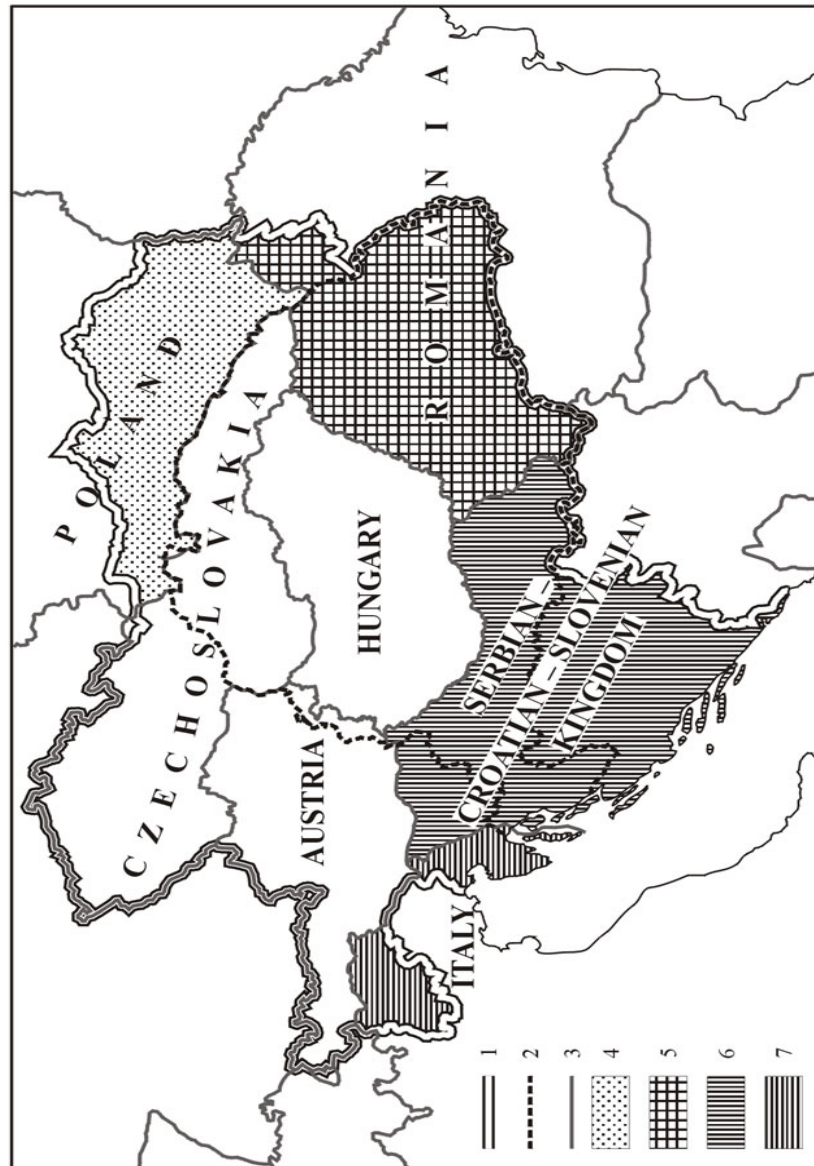 POLAND
CZECHOSLOVAKIA
AUSTRIA
HUNGARY
ROMANIA
SERBIAN –
CROATIAN – SLOVENIAN
KINGDOM
ITALY
1
2
3
4
5
6
7